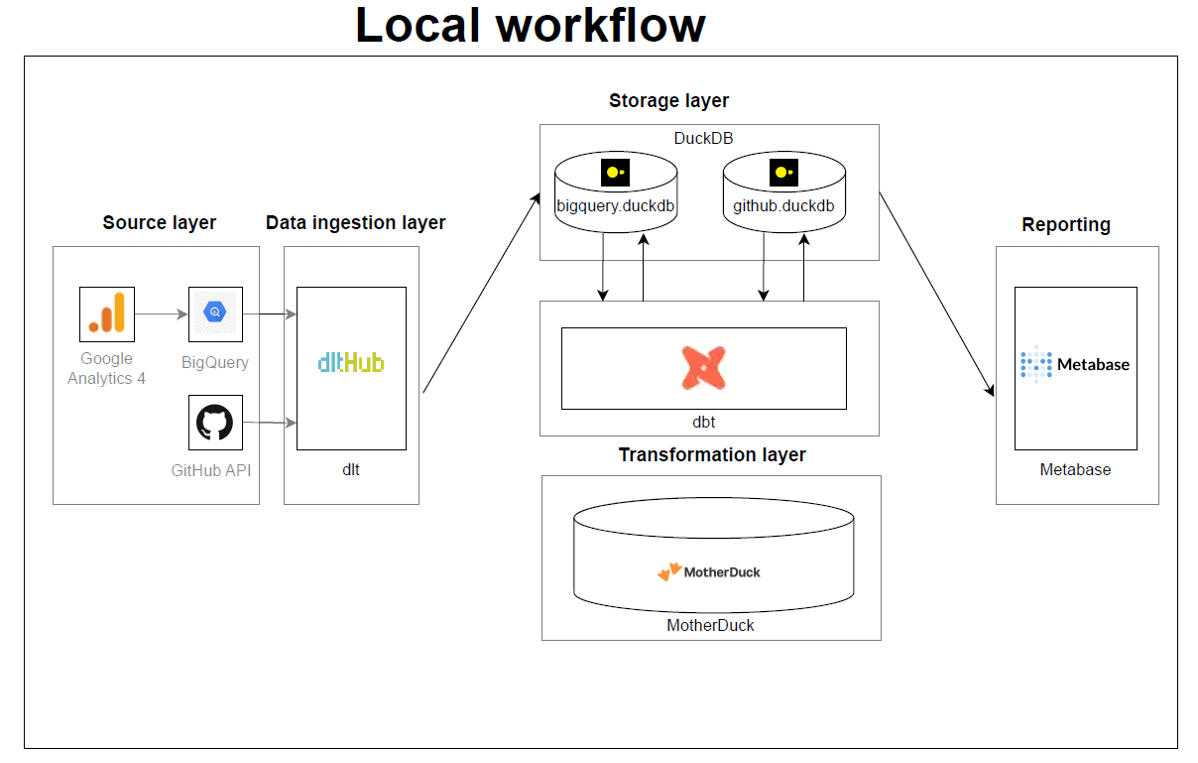 Local workflow
Storage layer
DuckDB
bigquery.duckdb
github.duckdb
Source layer
Data ingestion layer
Reporting
Google
Analytics 4
BigQuery
GitHub API
dltHub
dlt
dbt
Transformation layer
MotherDuck
MotherDuck
Metabase
Metabase